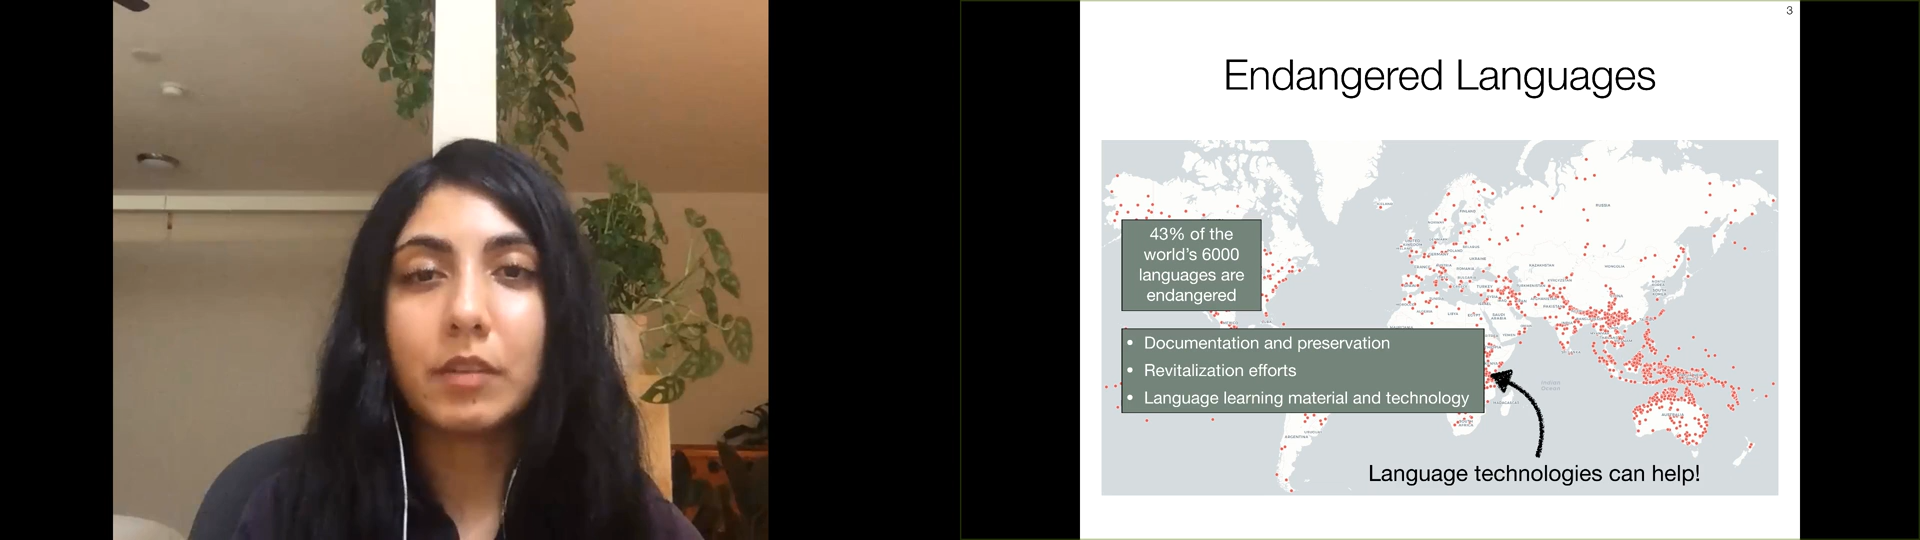 3
Endangered Languages
43% of the
world's 6000
languages are
endangered
• Documentation and preservation
• Revitalization efforts
• Language learning material and technology
Language technologies can help!